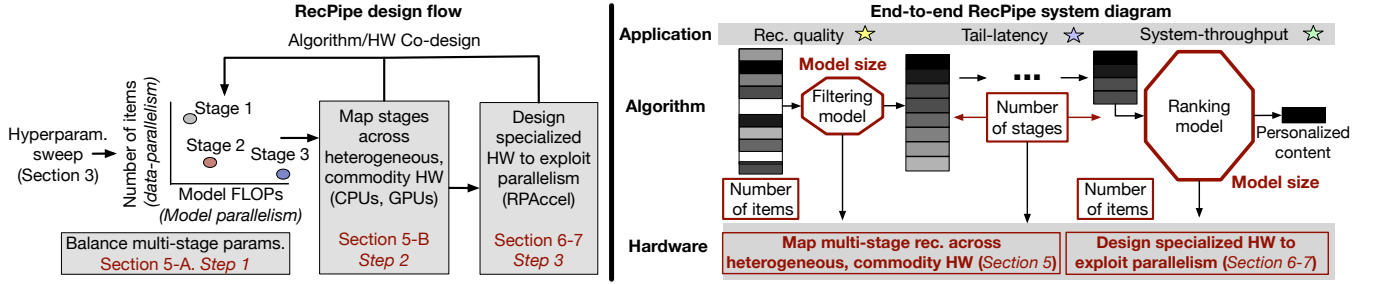 RecPipe design flow
Algorithm/HW Co-design
Hyperparam.
sweep
(Section 3)
Number of items
(data-parallelism)
Stage 1
Stage 2
Stage 3
Model FLOPs
(Model parallelism)
Balance multi-stage params.
Section 5-A. Step 1
Map stages
across
heterogeneous,
commodity HW
(CPUs, GPUs)
Section 5-B
Step 2
Design
specialized
HW to exploit
parallelism
(RPAccel)
Section 6-7
Step 3
End-to-end RecPipe system diagram
Application
Rec. quality
Tail-latency
System-throughput
Algorithm
Model size
Filtering
model
Number
of items
...
Number
of stages
Number
of items
Ranking
model
Model size
Personalized
content
Hardware
Map multi-stage rec. across
heterogeneous, commodity HW (Section 5)
Design specialized HW to
exploit parallelism (Section 6-7)